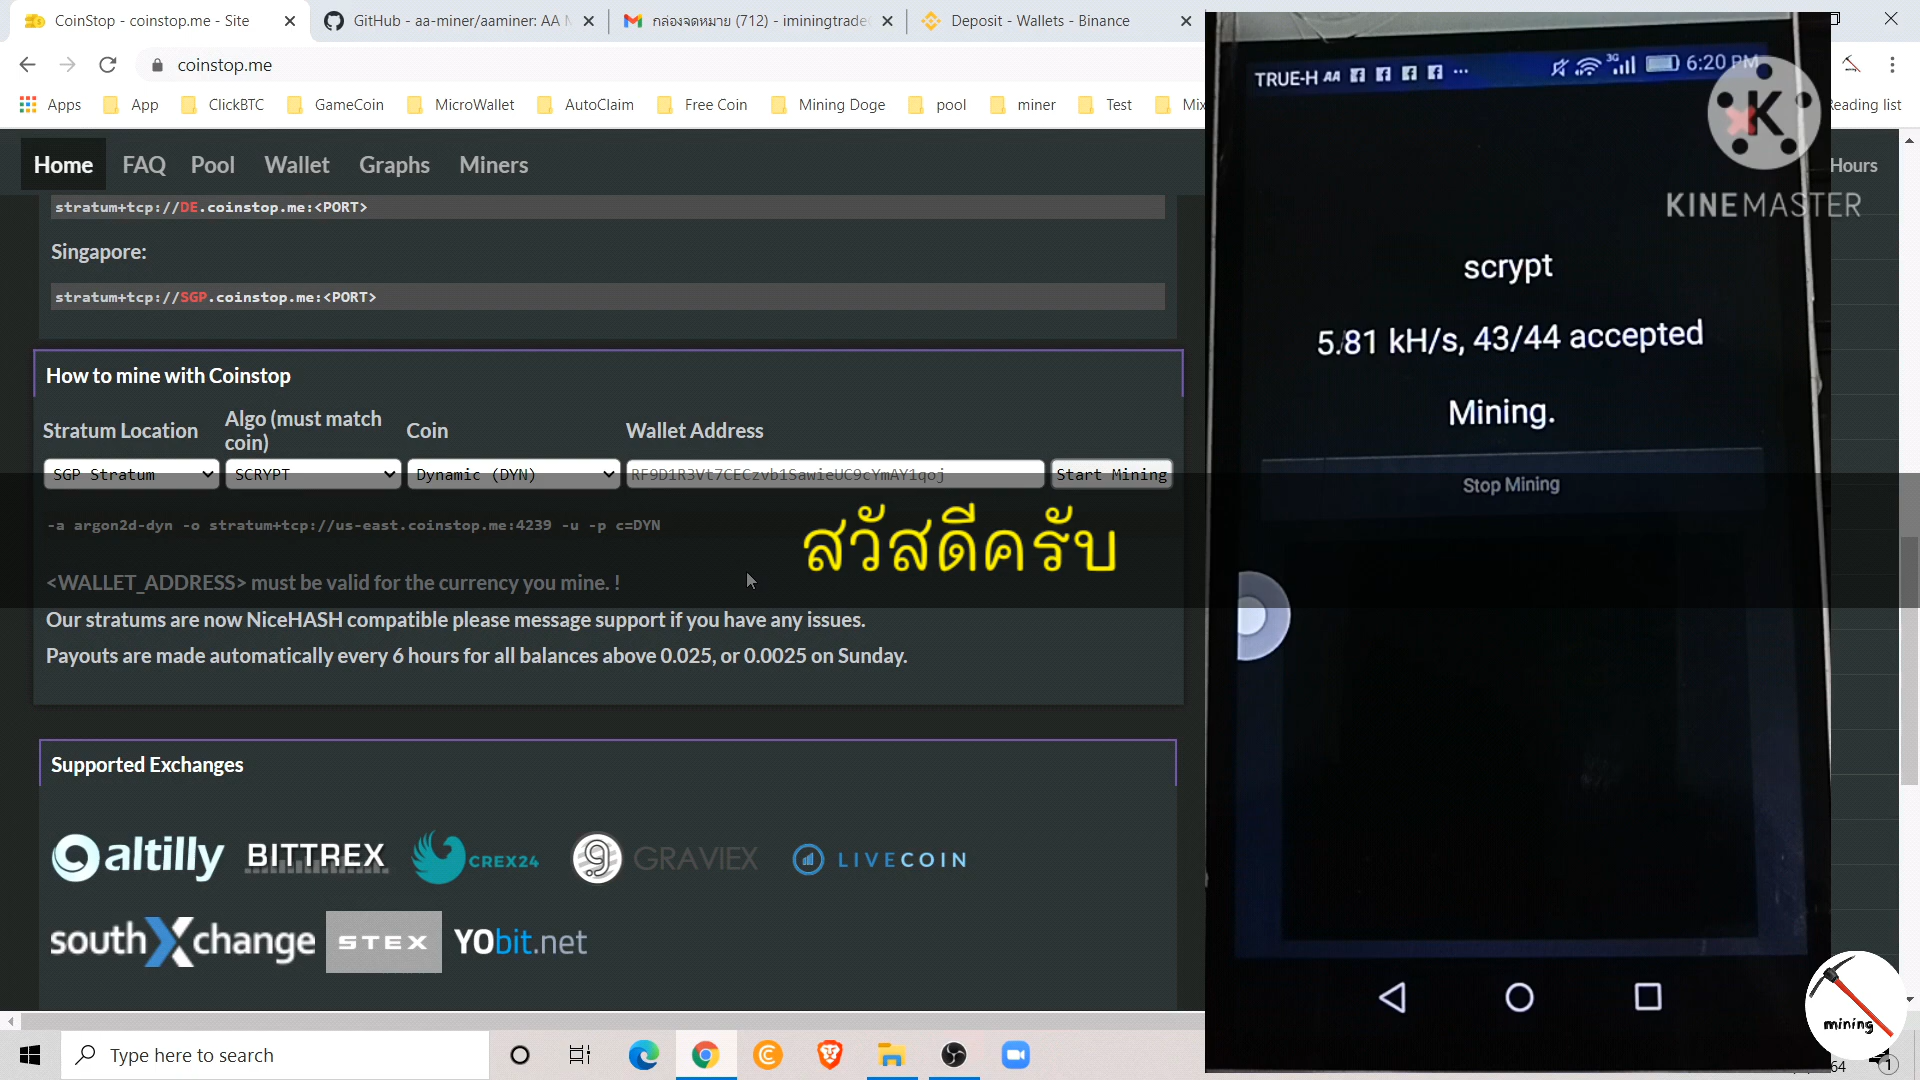 CoinStop - coinstop.me - Site
GitHub - aa-miner/aaminer: AA M
กล่องจดหมาย (712) - iminingtrade
Deposit - Wallets - Binance
coinstop.me
Apps App ClickBTC GameCoin MicroWallet AutoClaim Free Coin Mining Doge pool miner Test Mix
Reading list
Home FAQ Pool Wallet Graphs Miners
Hours
stratum+tcp://DE.coinstop.me:<PORT>
Singapore:
stratum+tcp://SGP.coinstop.me:<PORT>
How to mine with Coinstop
Stratum Location
Algo (must match
coin)
Coin
Wallet Address
SGP Stratum
SCRYPT
Dynamic (DYN)
RF9D1R3Vt7CECzvb1SawieUC9cYmAY1qoj
Start Mining
-a argon2d-dyn -o stratum+tcp://us-east.coinstop.me:4239 -u -p c=DYN
สวัสดีครับ
<WALLET_ADDRESS> must be valid for the currency you mine. !
Our stratums are now NiceHASH compatible please message support if you have any issues.
Payouts are made automatically every 6 hours for all balances above 0.025, or 0.0025 on Sunday.
Supported Exchanges
altilly BITTREX CREX24 GRAVIEX LIVECOIN
southXchange STEX YObit.net
Type here to search
TRUE-H AA
3G
6:20 PM
K
KINEMASTER
scrypt
5.81 kH/s, 43/44 accepted
Mining.
Stop Mining
mining
64
1